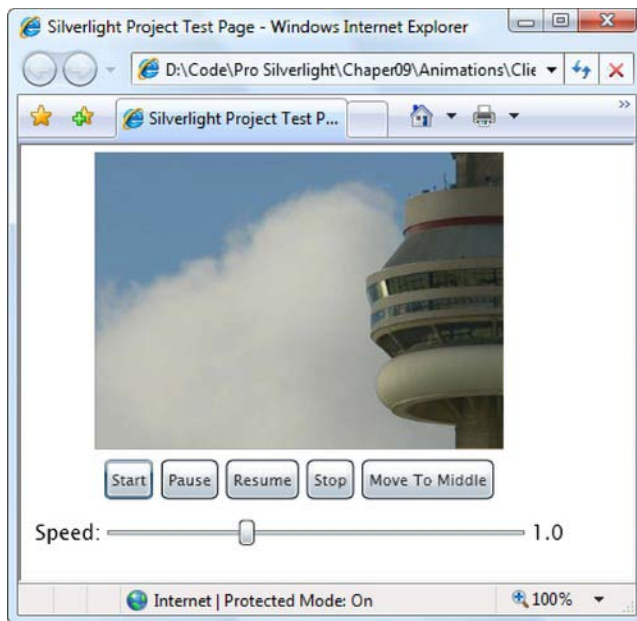 Silverlight Project Test Page - Windows Internet Explorer
D:\Code\Pro Silverlight\Chaper09\Animations\Clie
Silverlight Project Test P...
Start Pause Resume Stop Move To Middle
Speed: 1.0
Internet | Protected Mode: On 100%